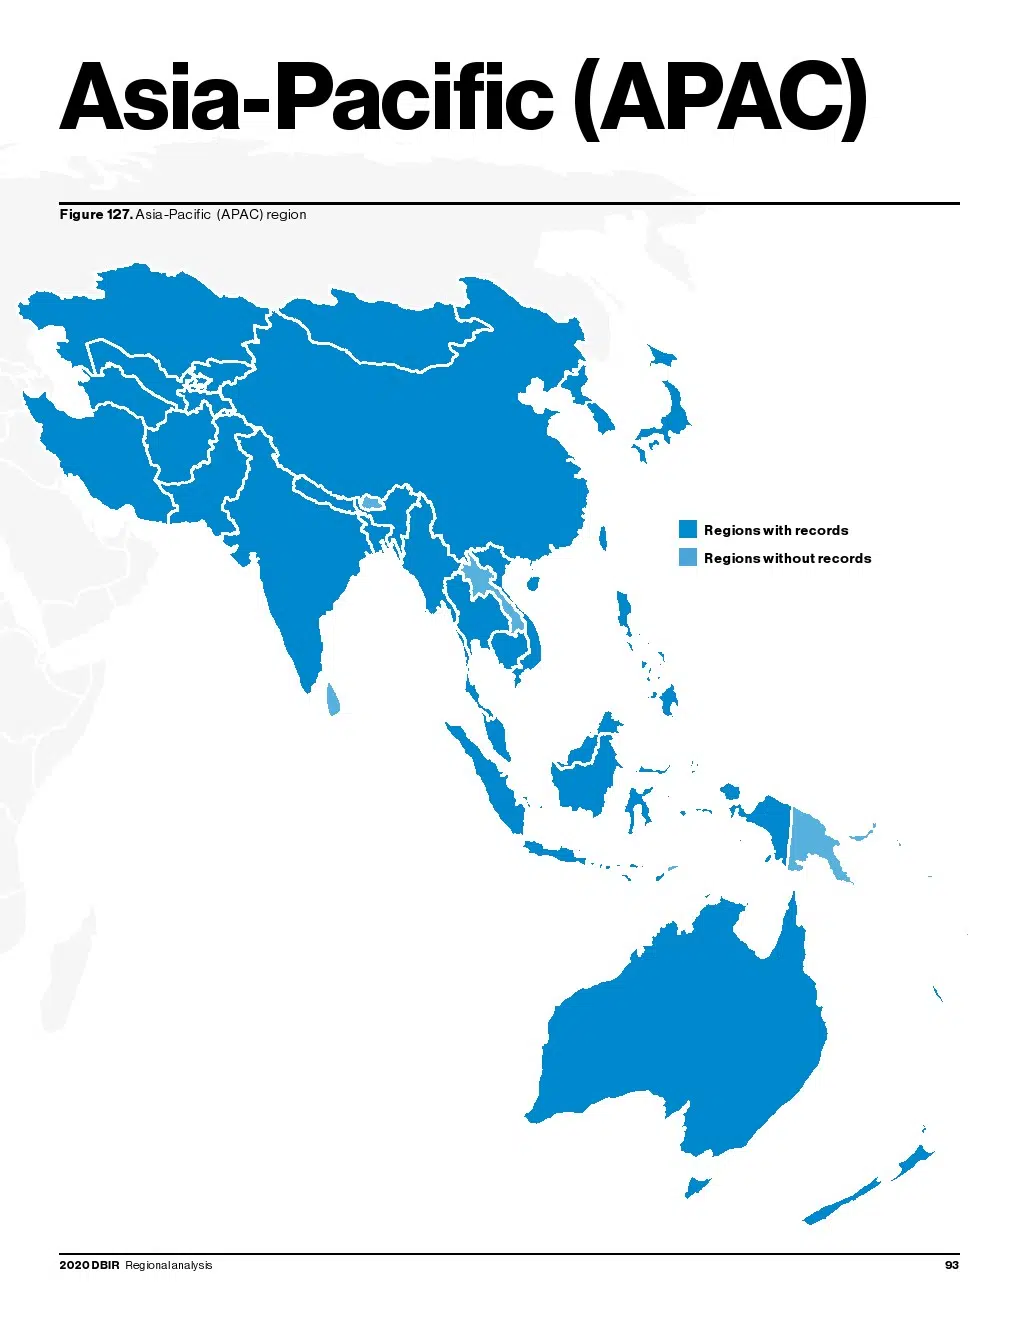 Asia-Pacific (APAC)
Figure 127. Asia-Pacific (APAC) region
Regions with records
Regions without records
2020 DBIR Regional analysis
93